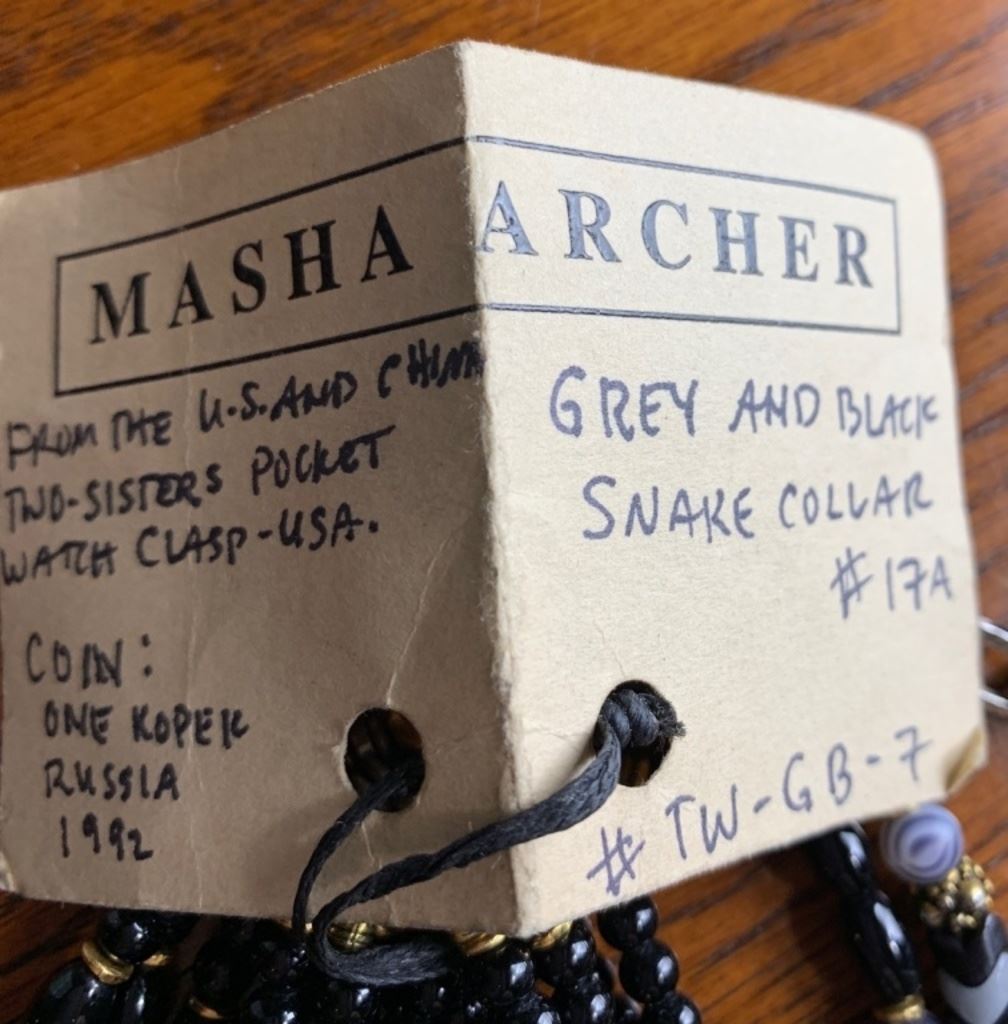 MASHA ARCHER
FROM THE U.S. AND CHINA
TWO-SISTERS POCKET
WATCH CLASP-USA.
COIN:
ONE KOPEK
RUSSIA
1992
GREY AND BLACK
SNAKE COLLAR
#17A
# TW-GB-7